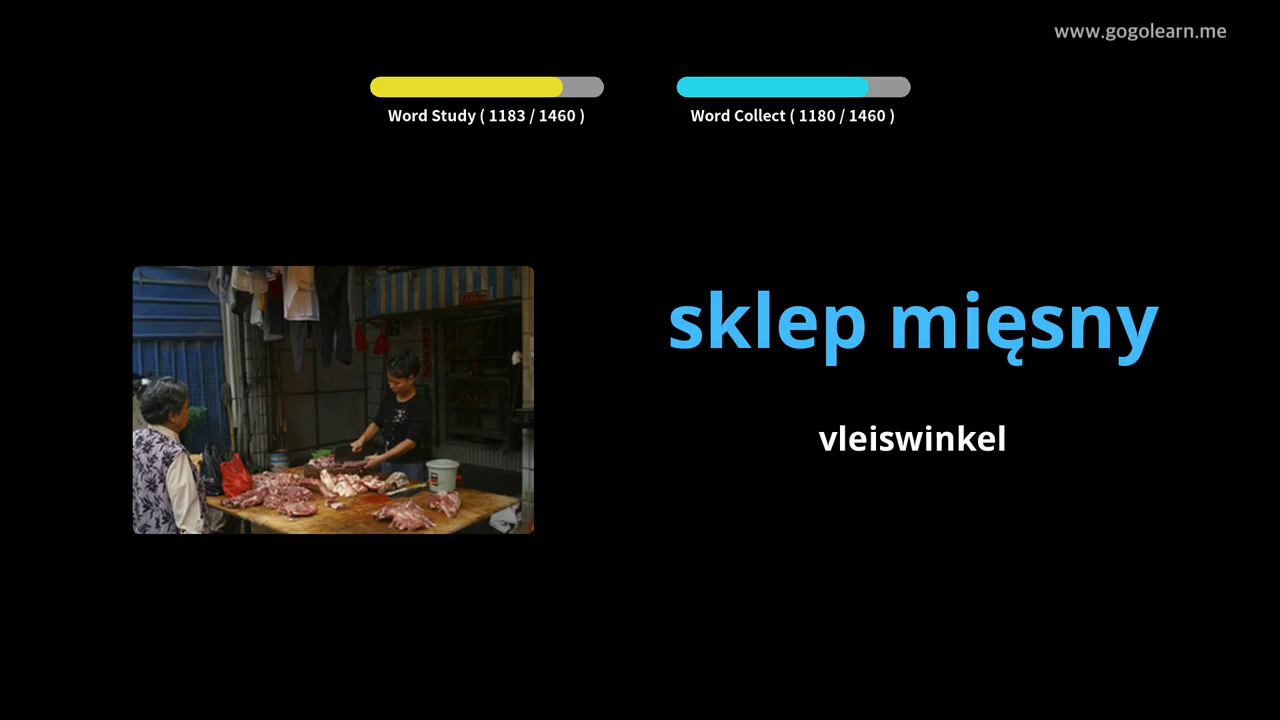 www.gogolearn.me
Word Study ( 1183 / 1460 )
Word Collect ( 1180 / 1460 )
sklep mięsny
vleiswinkel